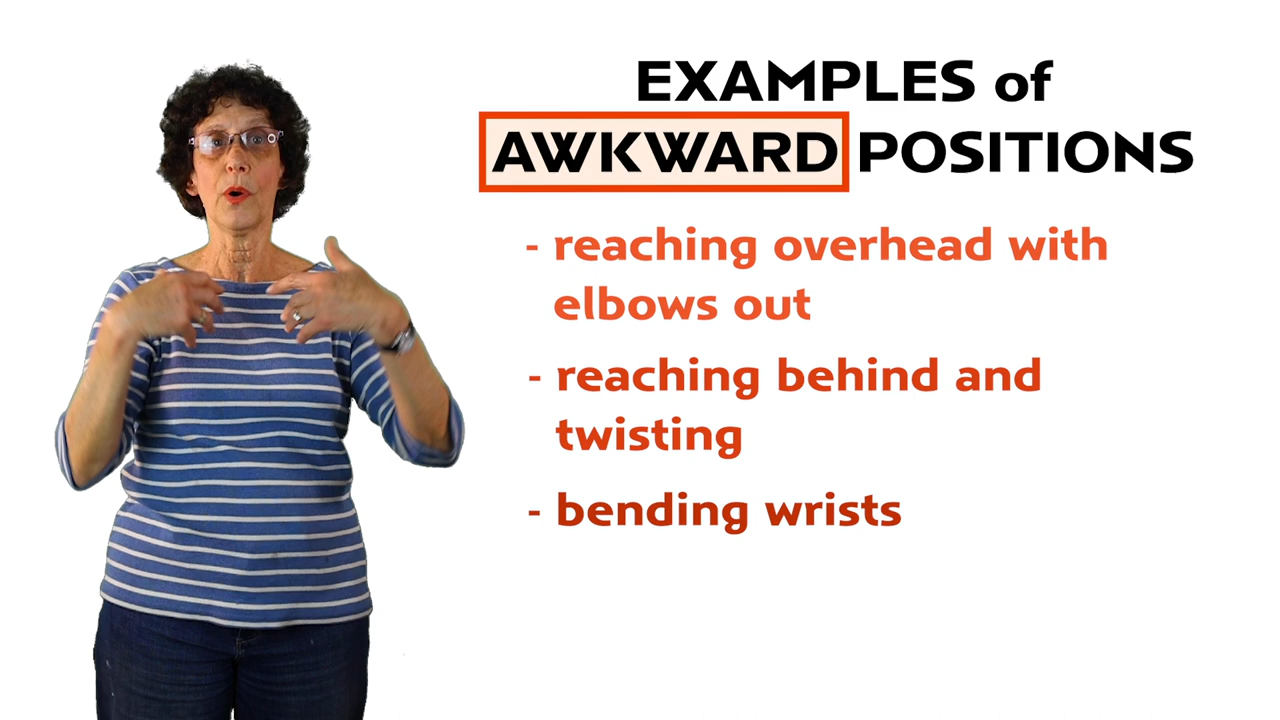 EXAMPLES of
AWKWARD POSITIONS
- reaching overhead with
elbows out
- reaching behind and
twisting
- bending wrists